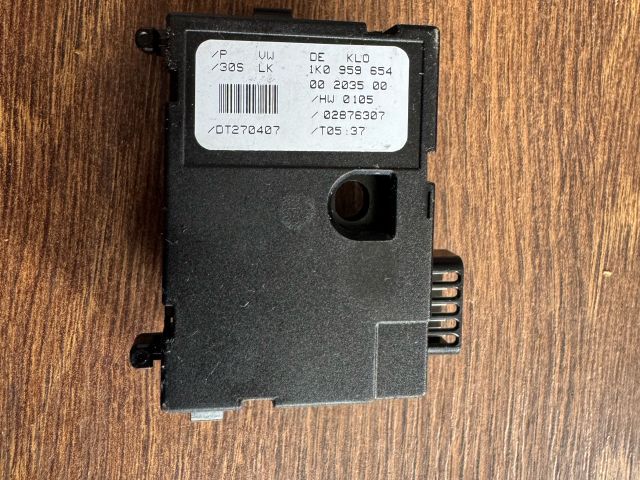 /P VW DE KLO
/30S LK 1K0 959 654
00 2035 00
/HW 0105
/ 02876307
/DT270407 /T05:37